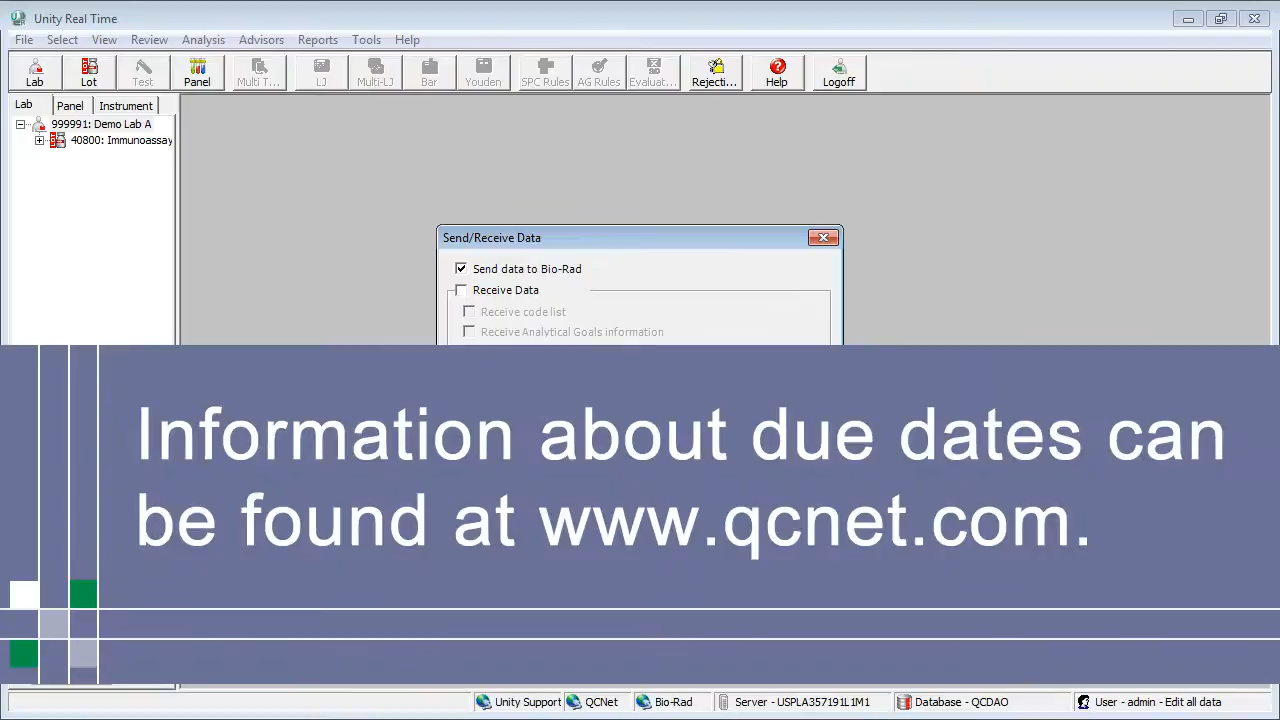 Unity Real Time
File Select View Review Analysis Advisors Reports Tools Help
Lab Lot Test Panel Multi T... LJ Multi-LJ Bar Youden SPC Rules AG Rules Evaluat... Rejecti... Help Logoff
Lab Panel Instrument
999991: Demo Lab A
40800: Immunoassay
Send/Receive Data
Send data to Bio-Rad
Receive Data
Receive code list
Receive Analytical Goals information
Information about due dates can
be found at www.qcnet.com.
Unity Support QCNet Bio-Rad Server - USPLA357191L1M1 Database - QCDAO User - admin - Edit all data